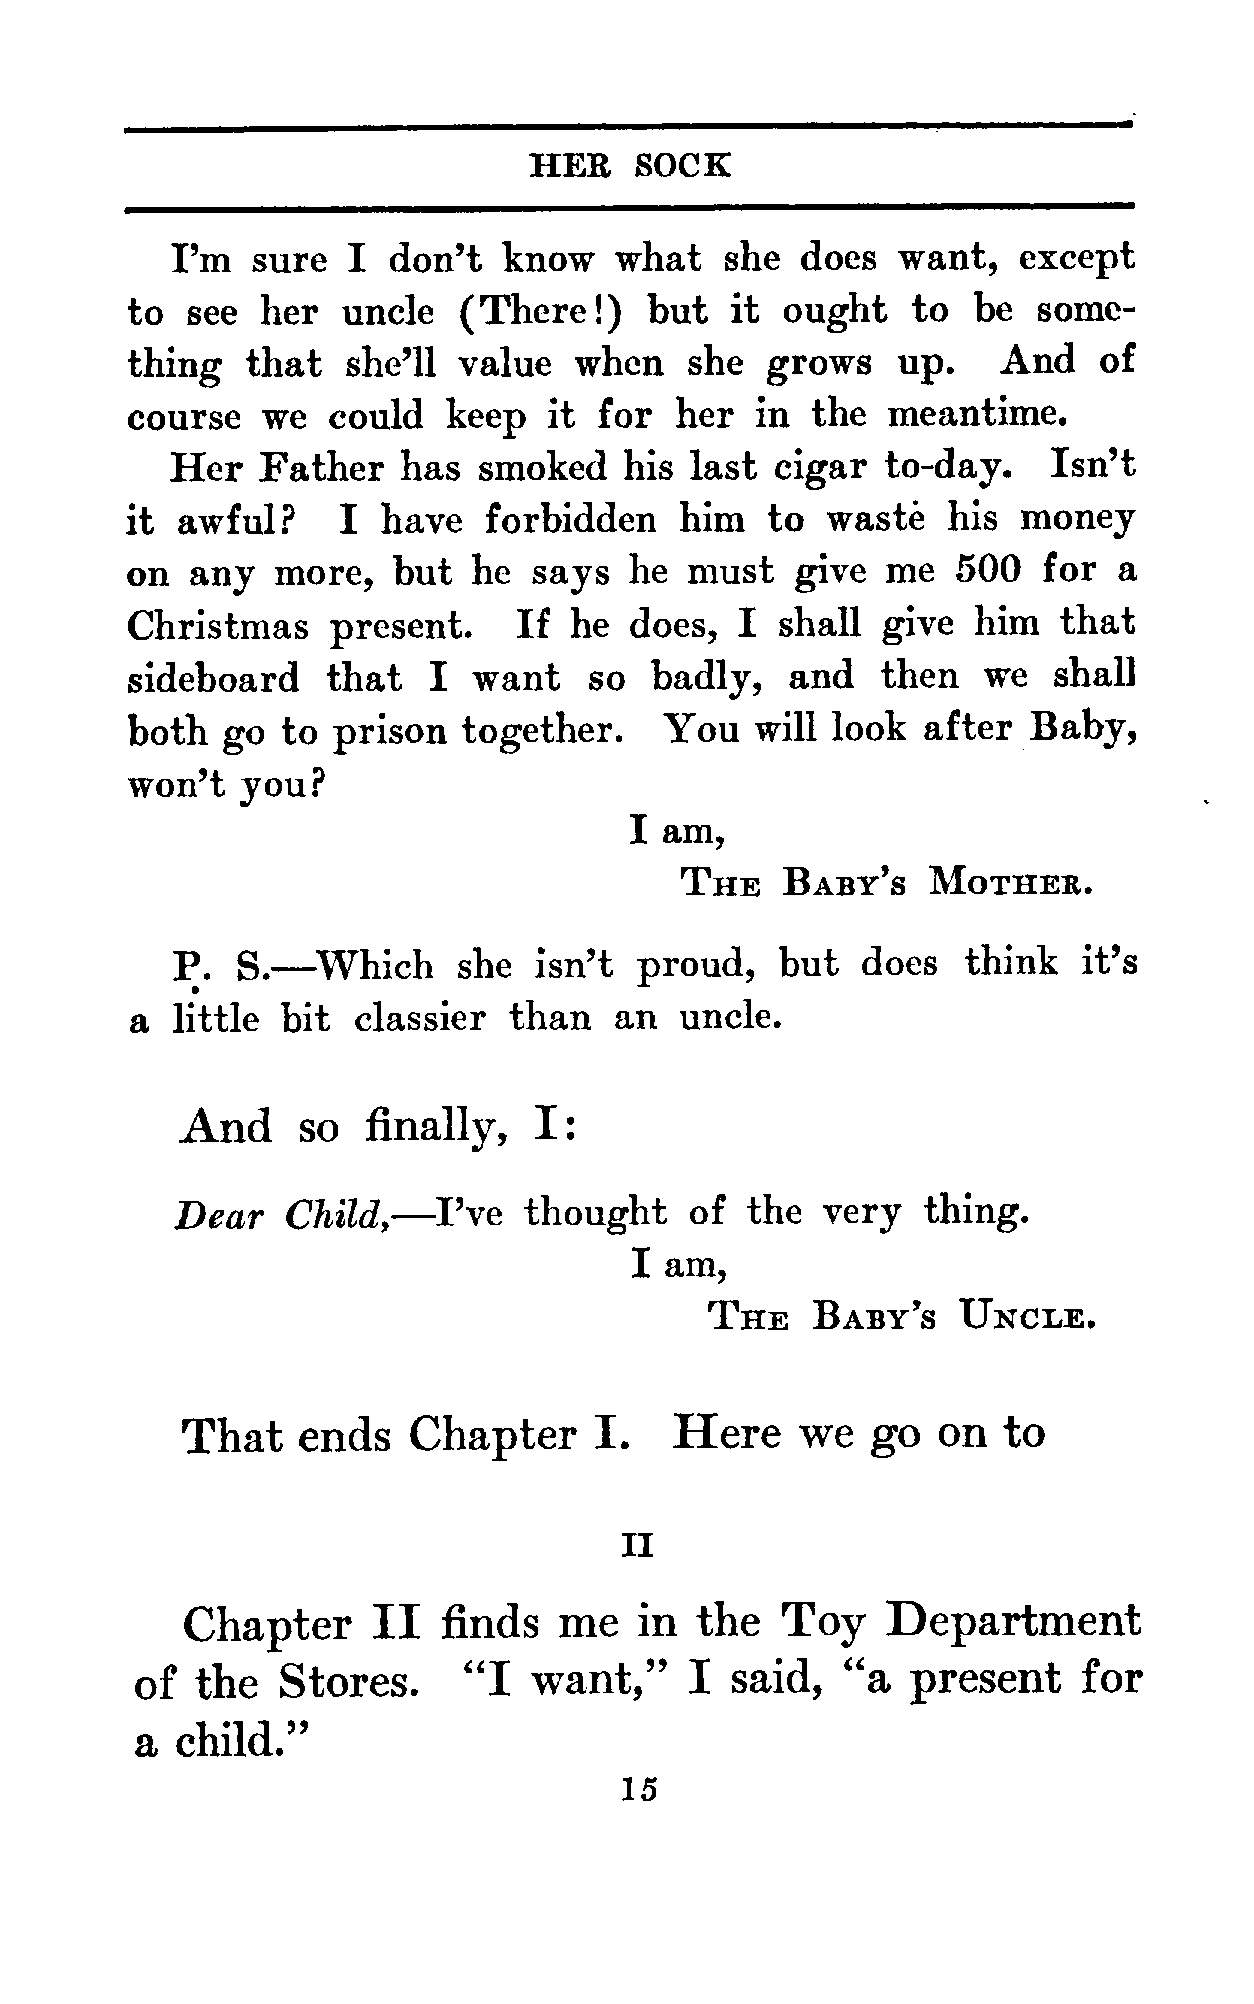 HER SOCK
I'm sure I don't know what she does want, except
to see her uncle (There!) but it ought to be some-
thing that she'll value when she grows up. And of
course we could keep it for her in the meantime.
Her Father has smoked his last cigar to-day. Isn't
it awful? I have forbidden him to waste his money
on any more, but he says he must give me 500 for a
Christmas present. If he does, I shall give him that
sideboard that I want so badly, and then we shall
both go to prison together. You will look after Baby,
won't you?
I am,
THE BABY'S MOTHER.
P. S.—Which she isn't proud, but does think it's
a little bit classier than an uncle.
And so finally, I:
Dear Child,—I've thought of the very thing.
I am,
THE BABY'S UNCLE.
That ends Chapter I. Here we go on to
II
Chapter II finds me in the Toy Department
of the Stores. "I want," I said, "a present for
a child."
15